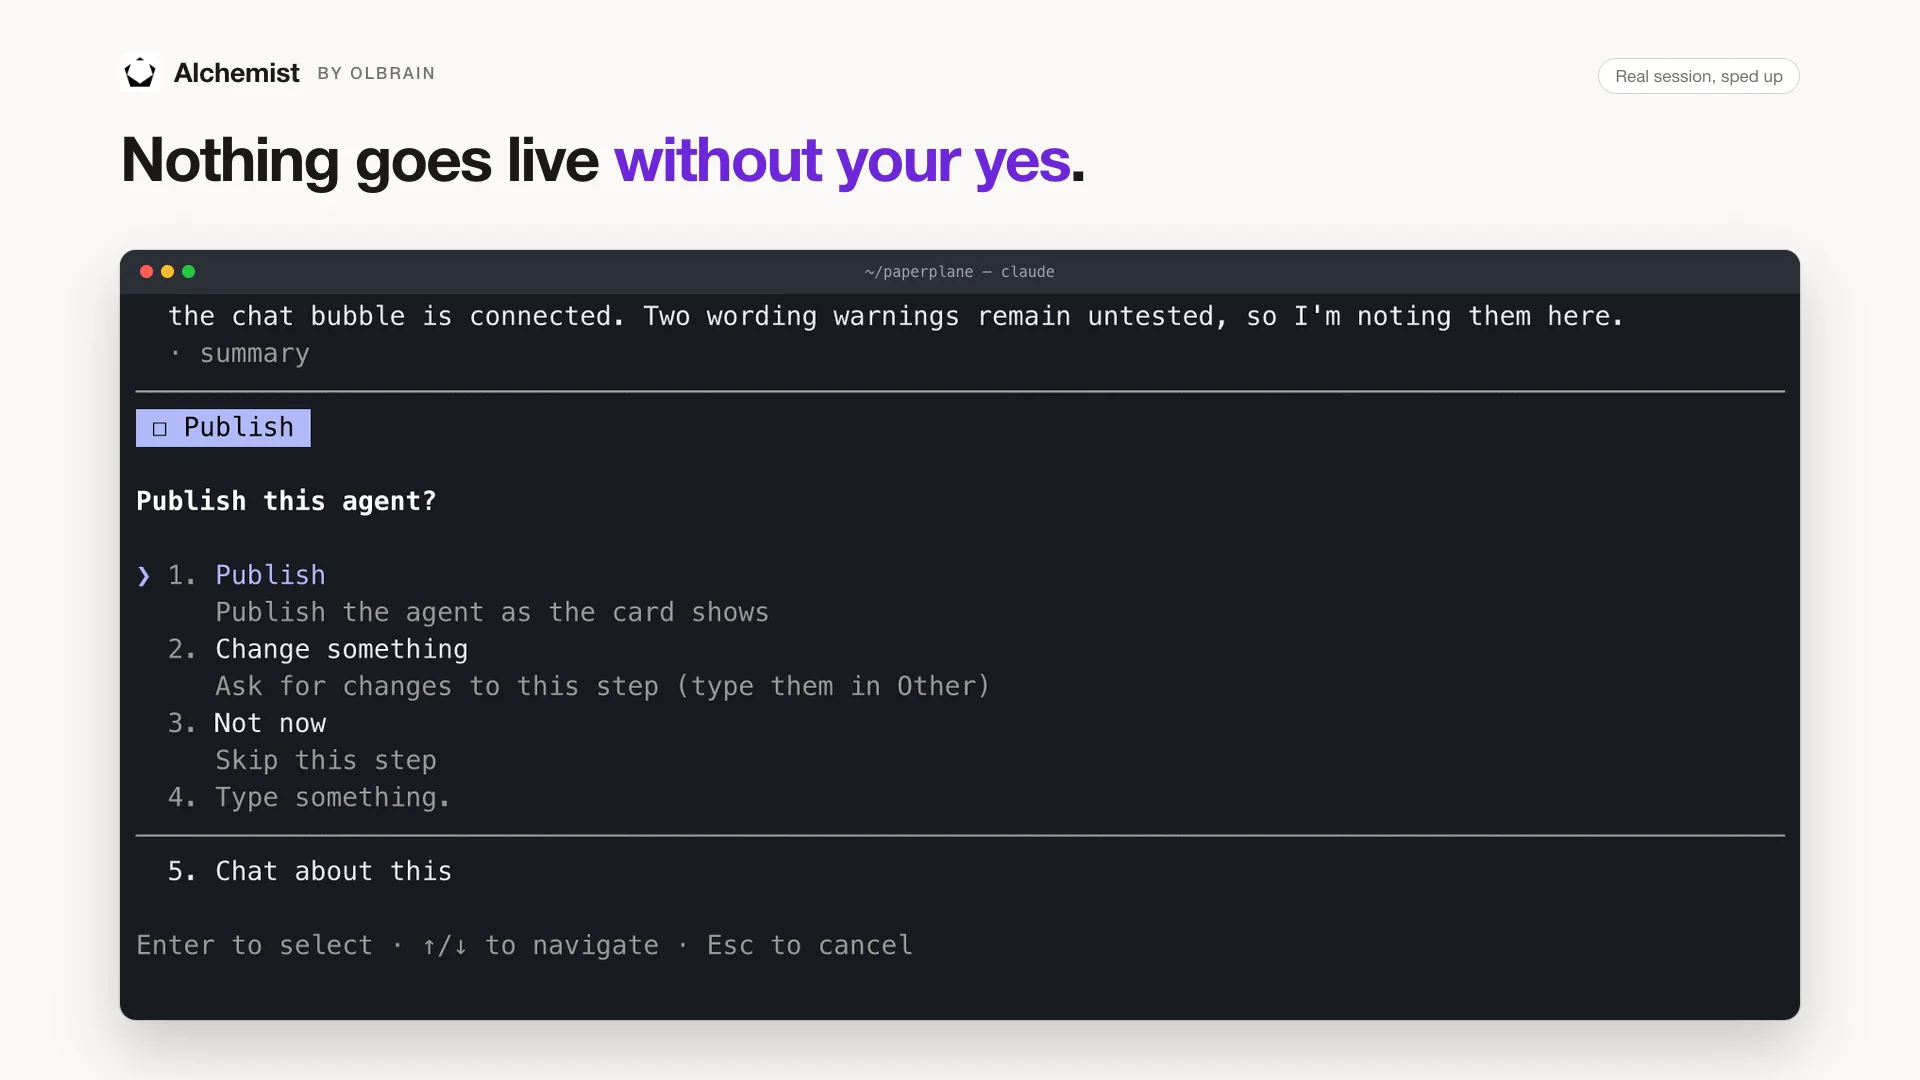 Alchemist BY OLBRAIN
Real session, sped up
Nothing goes live without your yes.
~/paperplane — claude
the chat bubble is connected. Two wording warnings remain untested, so I'm noting them here.
· summary
□ Publish
Publish this agent?
❯ 1. Publish
Publish the agent as the card shows
2. Change something
Ask for changes to this step (type them in Other)
3. Not now
Skip this step
4. Type something.
5. Chat about this
Enter to select · ↑/↓ to navigate · Esc to cancel